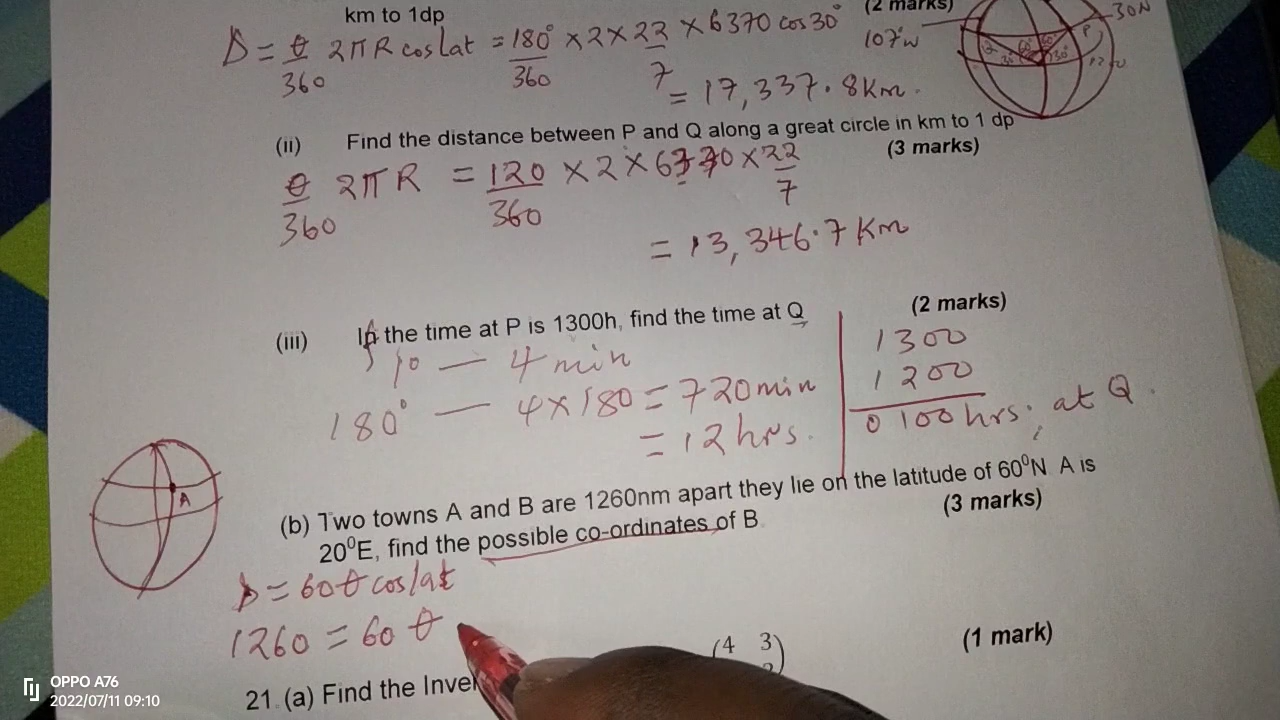 km to 1dp
(2 marks)
D = θ/360 2πR cos lat = 180°/360 × 2 × 22/7 × 6370 cos 30°
107°W
30N
= 17,337.8 Km.
(ii) Find the distance between P and Q along a great circle in km to 1 dp
(3 marks)
θ/360 2πR = 120/360 × 2 × 6370 × 22/7
= 13,346.7 Km
(iii) If the time at P is 1300h, find the time at Q
(2 marks)
1° — 4 min
1300
180° — 4×180 = 720 min
1200
= 12 hrs.
0100 hrs; at Q.
A
(b) Two towns A and B are 1260nm apart they lie on the latitude of 60⁰N A is
20⁰E, find the possible co-ordinates of B
(3 marks)
D = 60θ cos lat
1260 = 60 θ
(4 3
(1 mark)
21. (a) Find the Inver
OPPO A76
2022/07/11 09:10